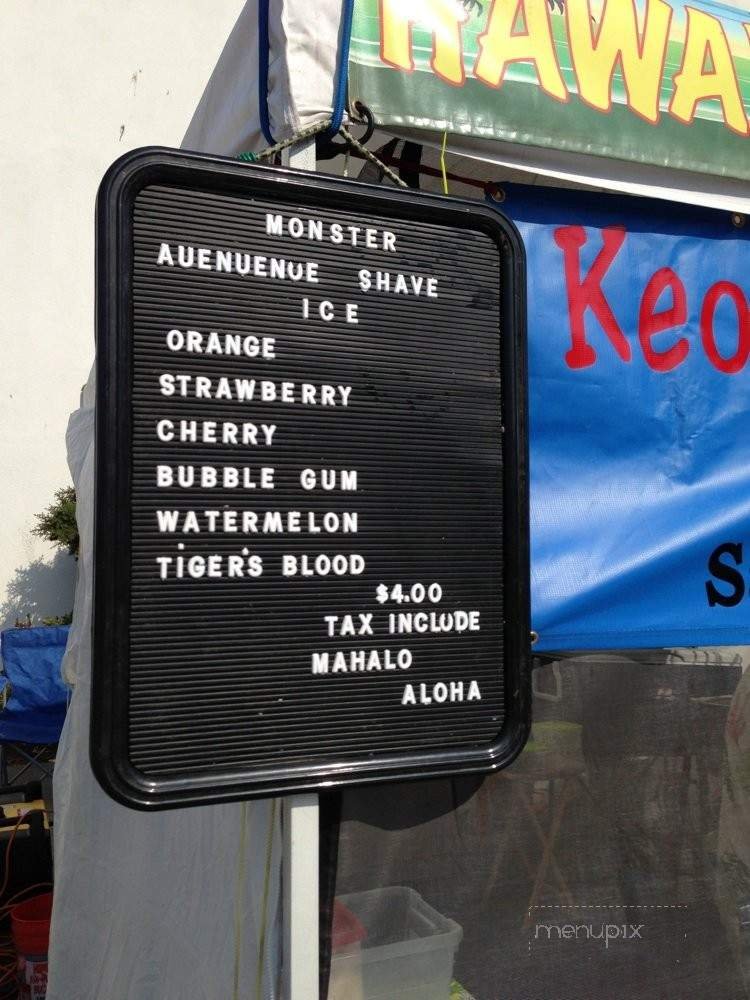 HAWA
MONSTER
AUENUENUE SHAVE
ICE
ORANGE
STRAWBERRY
CHERRY
BUBBLE GUM
WATERMELON
TIGER'S BLOOD
$4.00
TAX INCLUDE
MAHALO
ALOHA
Keo
S
menupix